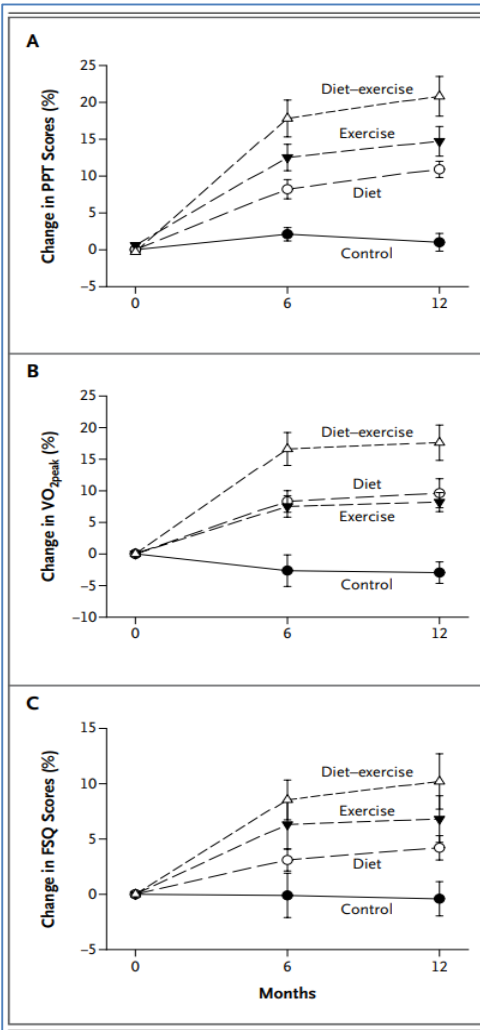 A
Change in PPT Scores (%)
25
20
15
10
5
0
–5
Diet–exercise
Exercise
Diet
Control
0 6 12
B
Change in VO2peak (%)
25
20
15
10
5
0
–5
–10
Diet–exercise
Diet
Exercise
Control
0 6 12
C
Change in FSQ Scores (%)
15
10
5
0
–5
Diet–exercise
Exercise
Diet
Control
0 6 12
Months